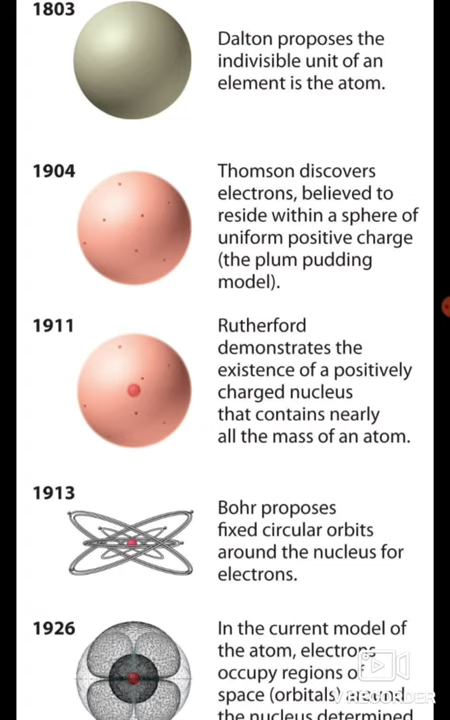 1803
Dalton proposes the
indivisible unit of an
element is the atom.
1904
Thomson discovers
electrons, believed to
reside within a sphere of
uniform positive charge
(the plum pudding
model).
1911
Rutherford
demonstrates the
existence of a positively
charged nucleus
that contains nearly
all the mass of an atom.
1913
Bohr proposes
fixed circular orbits
around the nucleus for
electrons.
1926
In the current model of
the atom, electrons
occupy regions of
space (orbitals) around
the nucleus determined
RECORDER